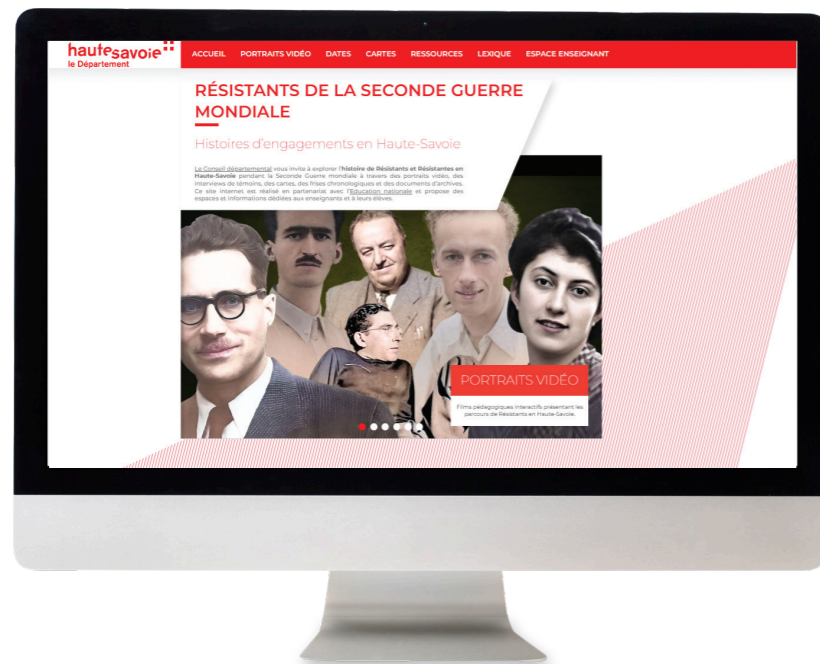 hautesavoie
le Département
ACCUEIL PORTRAITS VIDÉO DATES CARTES RESSOURCES LEXIQUE ESPACE ENSEIGNANT
RÉSISTANTS DE LA SECONDE GUERRE
MONDIALE
Histoires d'engagements en Haute-Savoie
Le Conseil départemental vous invite à explorer l'histoire de Résistants et Résistantes en
Haute-Savoie pendant la Seconde Guerre mondiale à travers des portraits vidéo, des
interviews de témoins, des cartes, des frises chronologiques et des documents d'archives.
Ce site internet est réalisé en partenariat avec l'Education nationale et propose des
espaces et informations dédiées aux enseignants et à leurs élèves.
PORTRAITS VIDÉO
Films pédagogiques interactifs présentant les
parcours de Résistants en Haute-Savoie.